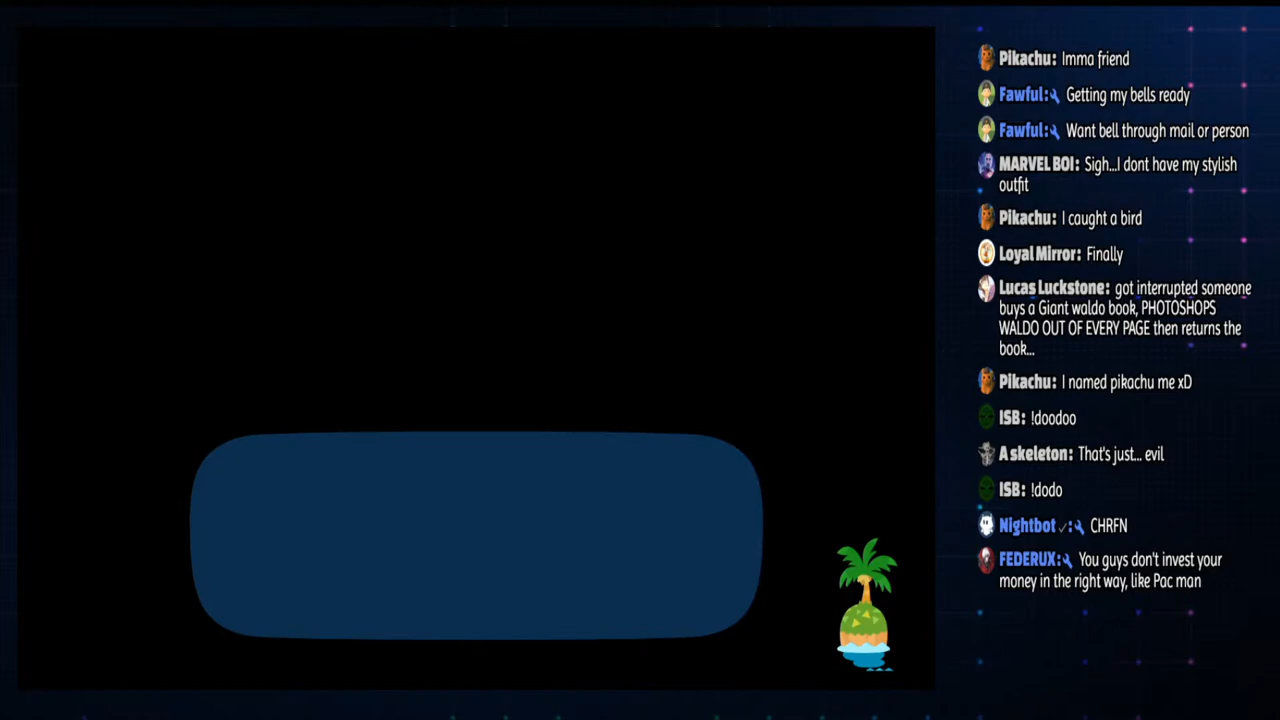 Pikachu: Imma friend
Fawful: Getting my bells ready
Fawful: Want bell through mail or person
MARVEL BOI: Sigh...I dont have my stylish
outfit
Pikachu: I caught a bird
Loyal Mirror: Finally
Lucas Luckstone: got interrupted someone
buys a Giant waldo book, PHOTOSHOPS
WALDO OUT OF EVERY PAGE then returns the
book...
Pikachu: I named pikachu me xD
ISB: !doodoo
A skeleton: That's just... evil
ISB: !dodo
Nightbot ✓: CHRFN
FEDERUX: You guys don't invest your
money in the right way, like Pac man